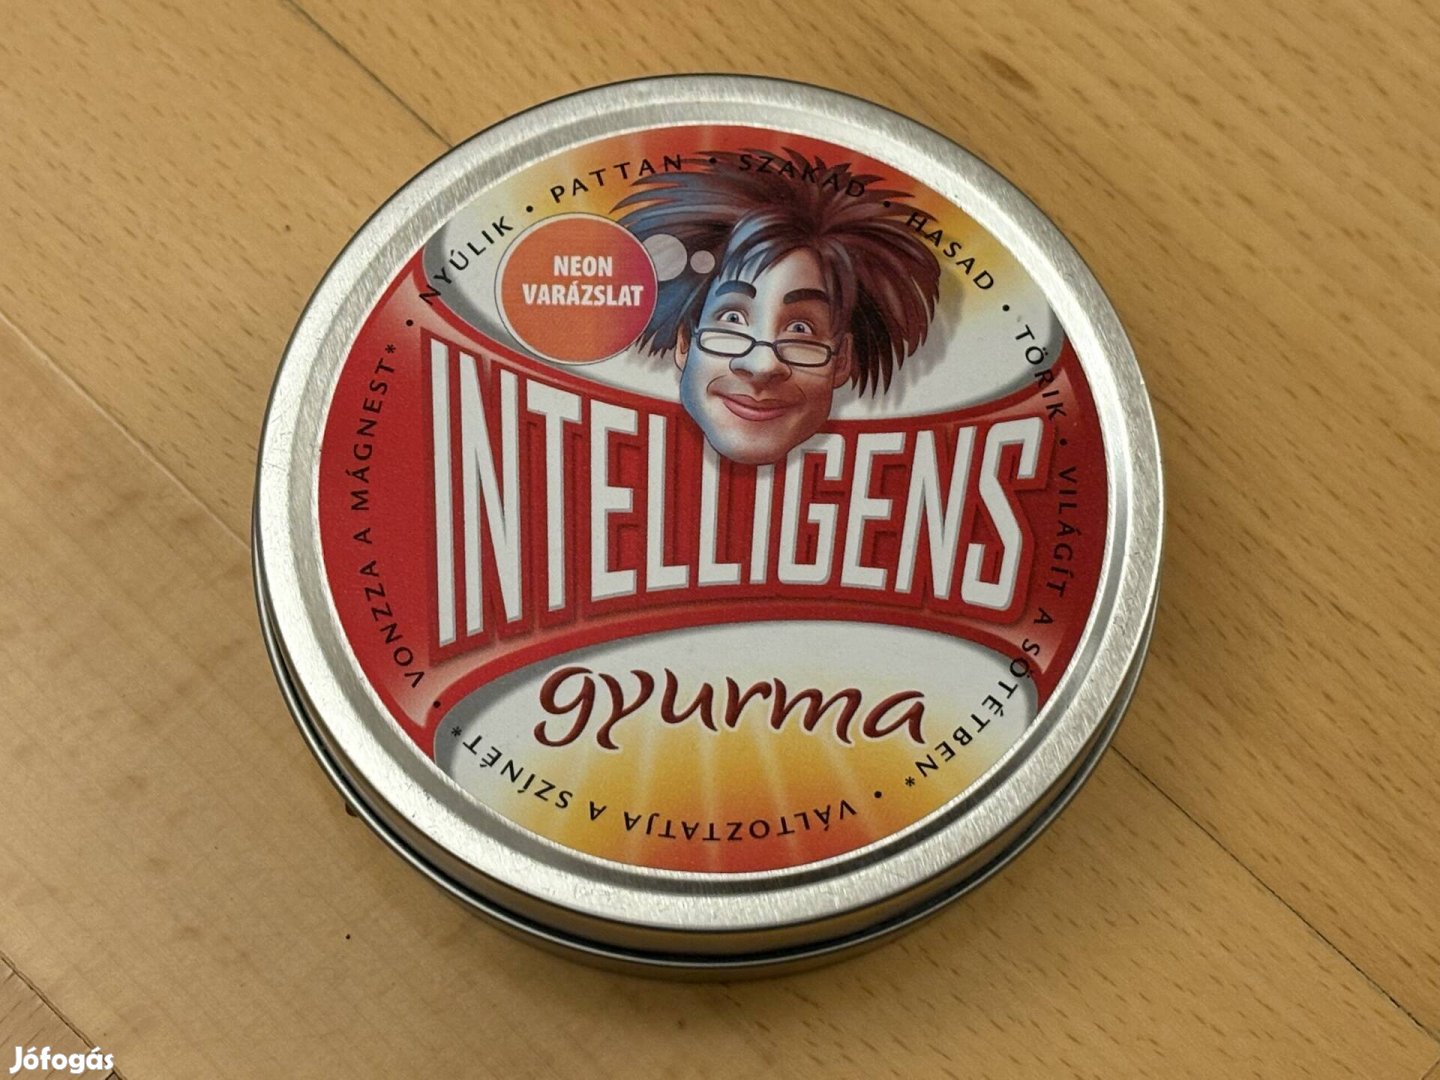 NYÚLIK • PATTAN • SZAKAD • HASAD • TÖRIK • VILÁGÍT A SÖTÉTBEN* • VÁLTOZTATJA A SZÍNÉT* • VONZZA A MÁGNEST* •
NEON
VARÁZSLAT
INTELLIGENS
gyurma
Jófogás